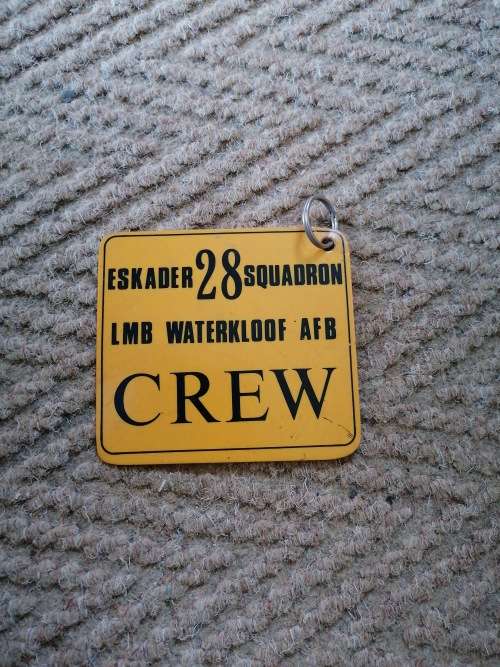 ESKADER 28 SQUADRON
LMB WATERKLOOF AFB
CREW